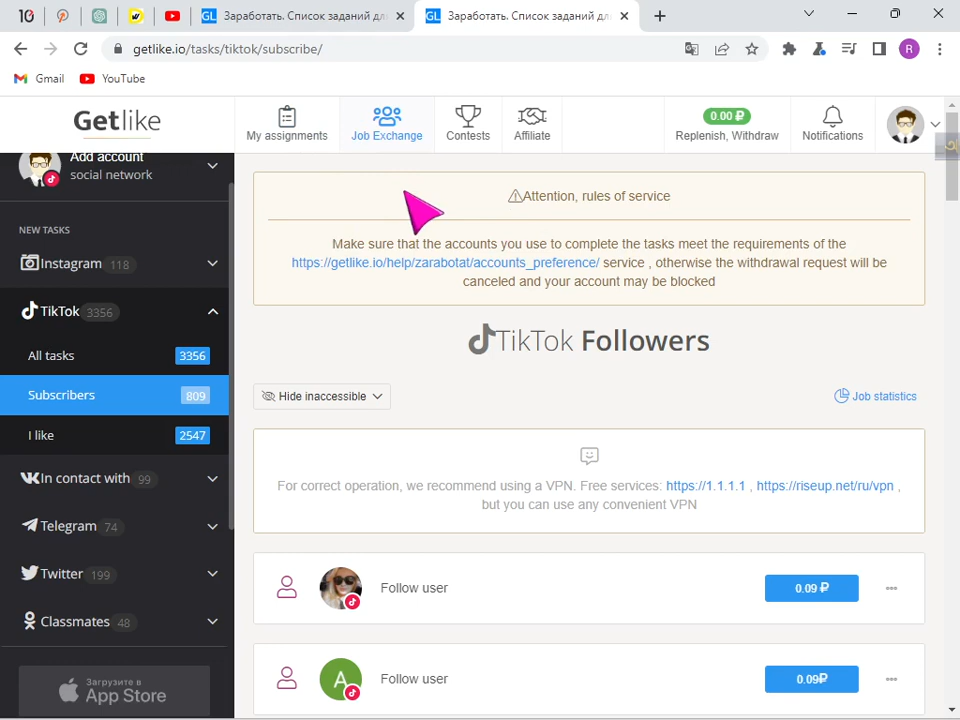 Заработать. Список заданий дл
Заработать. Список заданий дл
getlike.io/tasks/tiktok/subscribe/
R
Gmail
YouTube
Getlike
My assignments
Job Exchange
Contests
Affiliate
0.00 ₽
Replenish, Withdraw
Notifications
Add account
social network
NEW TASKS
Instagram 118
TikTok 3356
All tasks 3356
Subscribers 809
I like 2547
In contact with 99
Telegram 74
Twitter 199
Classmates 48
Загрузите в
App Store
Attention, rules of service
Make sure that the accounts you use to complete the tasks meet the requirements of the
https://getlike.io/help/zarabotat/accounts_preference/ service , otherwise the withdrawal request will be
canceled and your account may be blocked
TikTok Followers
Hide inaccessible
Job statistics
For correct operation, we recommend using a VPN. Free services: https://1.1.1.1 , https://riseup.net/ru/vpn ,
but you can use any convenient VPN
Follow user
0.09 ₽
A
Follow user
0.09₽